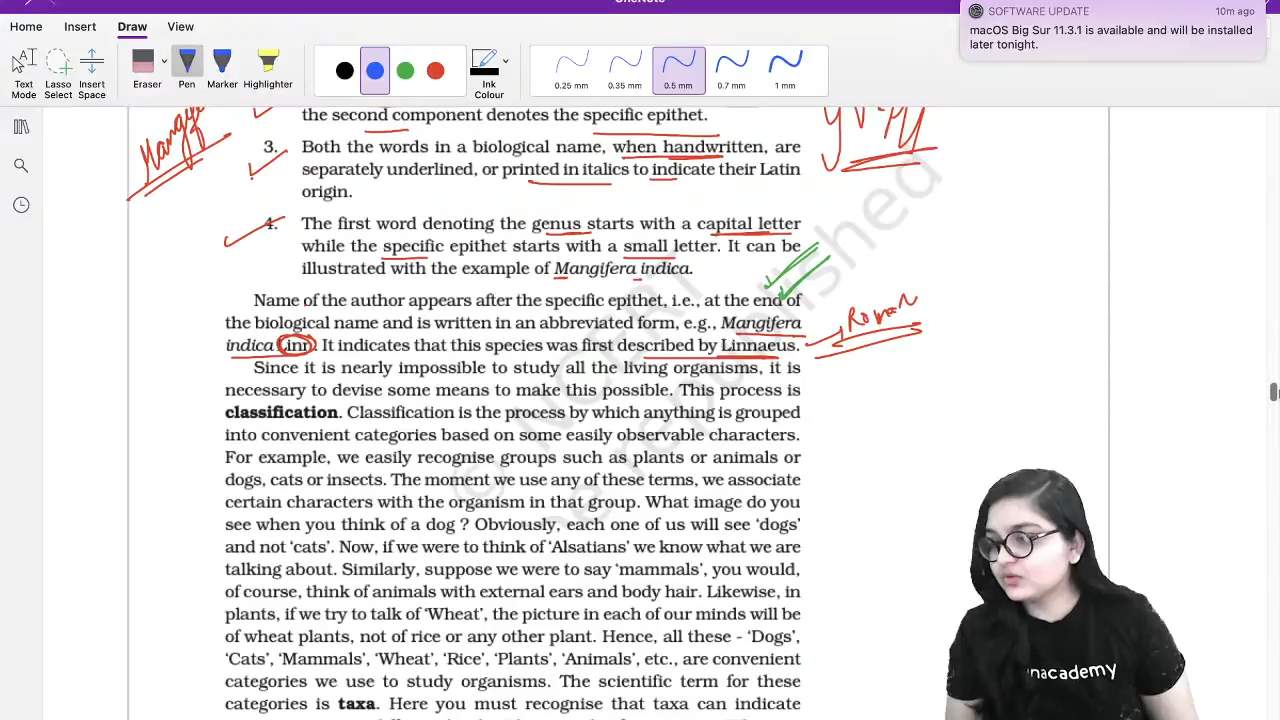 OneNote
SOFTWARE UPDATE 10m ago
macOS Big Sur 11.3.1 is available and will be installed
later tonight.
Home Insert Draw View
Text Mode
Lasso Select
Insert Space
Eraser
Pen
Marker
Highlighter
Ink Colour
0.25 mm
0.35 mm
0.5 mm
0.7 mm
1 mm
the second component denotes the specific epithet.
3. Both the words in a biological name, when handwritten, are
separately underlined, or printed in italics to indicate their Latin
origin.
4. The first word denoting the genus starts with a capital letter
while the specific epithet starts with a small letter. It can be
illustrated with the example of Mangifera indica.
Name of the author appears after the specific epithet, i.e., at the end of
the biological name and is written in an abbreviated form, e.g., Mangifera
indica Linn. It indicates that this species was first described by Linnaeus.
Roman
Since it is nearly impossible to study all the living organisms, it is
necessary to devise some means to make this possible. This process is
classification. Classification is the process by which anything is grouped
into convenient categories based on some easily observable characters.
For example, we easily recognise groups such as plants or animals or
dogs, cats or insects. The moment we use any of these terms, we associate
certain characters with the organism in that group. What image do you
see when you think of a dog ? Obviously, each one of us will see ‘dogs’
and not ‘cats’. Now, if we were to think of ‘Alsatians’ we know what we are
talking about. Similarly, suppose we were to say ‘mammals’, you would,
of course, think of animals with external ears and body hair. Likewise, in
plants, if we try to talk of ‘Wheat’, the picture in each of our minds will be
of wheat plants, not of rice or any other plant. Hence, all these - ‘Dogs’,
‘Cats’, ‘Mammals’, ‘Wheat’, ‘Rice’, ‘Plants’, ‘Animals’, etc., are convenient
categories we use to study organisms. The scientific term for these
categories is taxa. Here you must recognise that taxa can indicate
© NCERT
be republished
nacademy